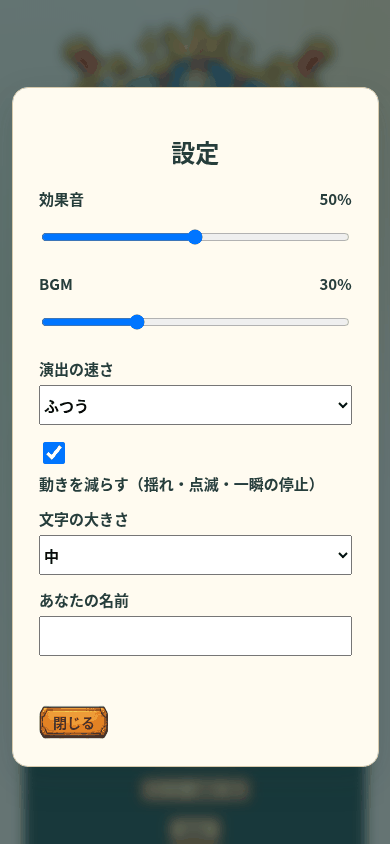 設定
効果音 50%
BGM 30%
演出の速さ
ふつう
動きを減らす（揺れ・点滅・一瞬の停止）
文字の大きさ
中
あなたの名前
閉じる